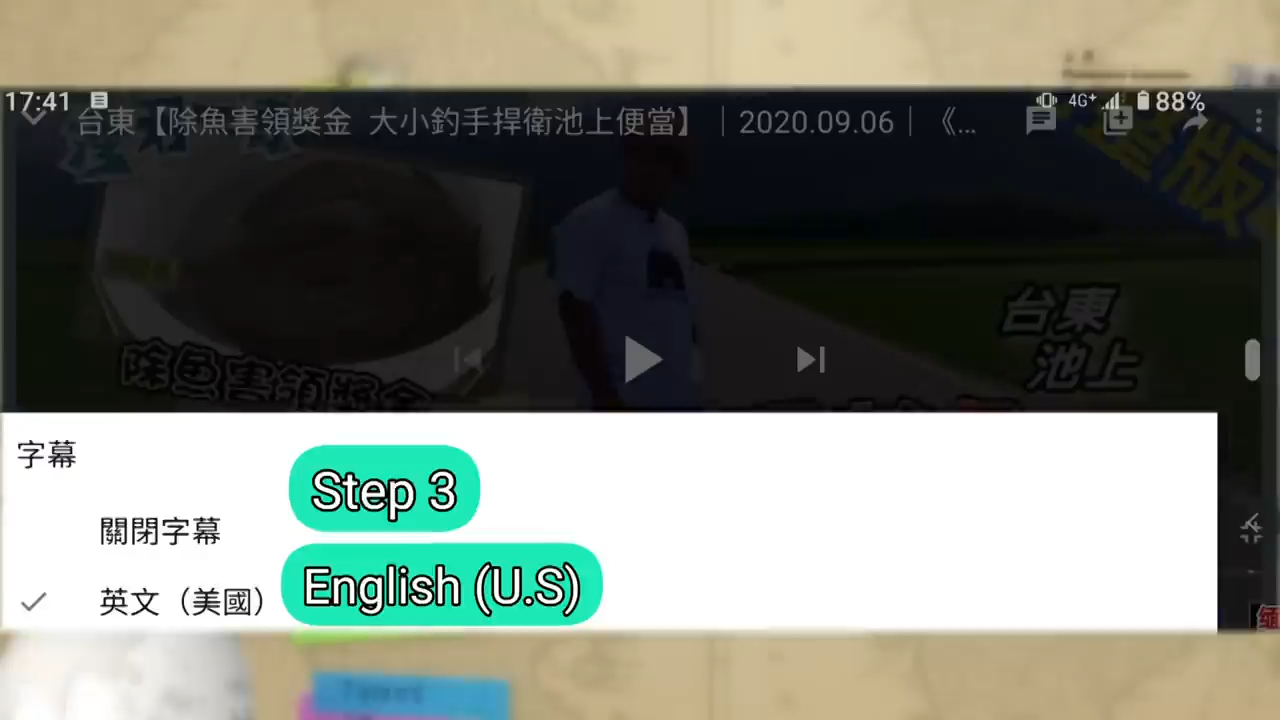 17:41
4G+
88%
台東【除魚害領獎金 大小釣手捍衛池上便當】｜2020.09.06｜《...
整版
台東
池上
除魚害領獎金
字幕
Step 3
關閉字幕
英文（美國）
English (U.S)